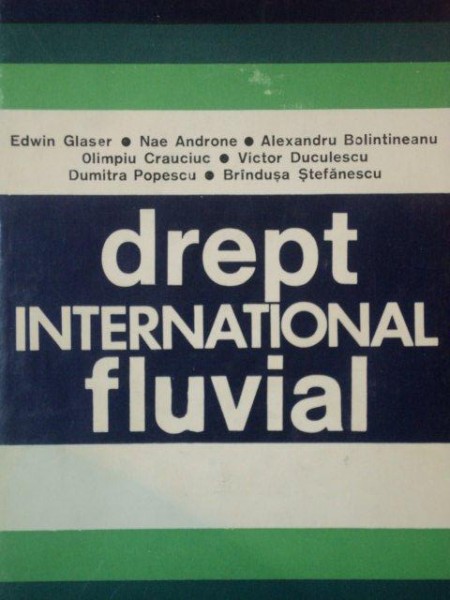 Edwin Glaser ● Nae Androne ● Alexandru Bolintineanu
Olimpiu Crauciuc ● Victor Duculescu
Dumitra Popescu ● Brîndușa Ștefănescu
drept
INTERNATIONAL
fluvial